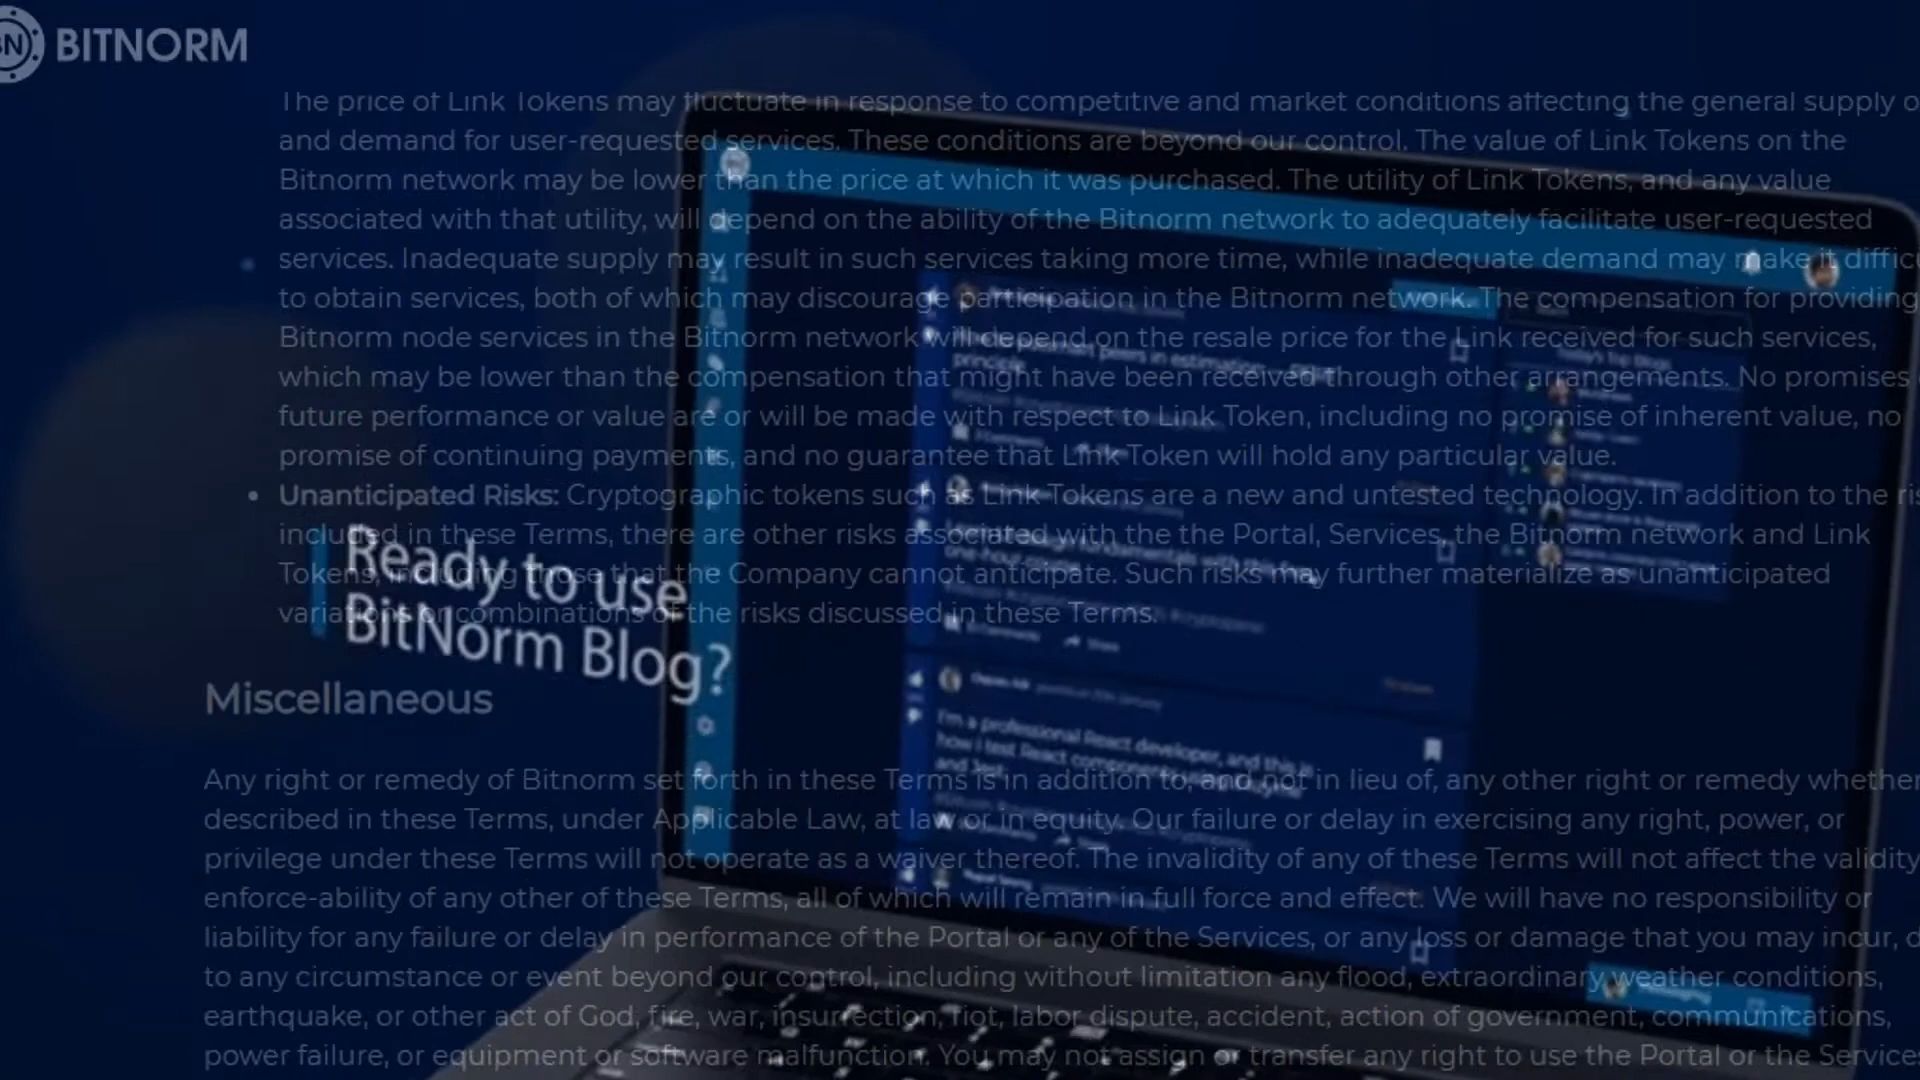 BN BITNORM
The price of Link Tokens may fluctuate in response to competitive and market conditions affecting the general supply
and demand for user-requested services. These conditions are beyond our control. The value of Link Tokens on the
Bitnorm network may be lower than the price at which it was purchased. The utility of Link Tokens, and any value
associated with that utility, will depend on the ability of the Bitnorm network to adequately facilitate user-requested
services. Inadequate supply may result in such services taking more time, while inadequate demand may make it
to obtain services, both of which may discourage participation in the Bitnorm network. The compensation for providing
Bitnorm node services in the Bitnorm network will depend on the resale price for the Link received for such services,
which may be lower than the compensation that might have been received through other arrangements. No promises
future performance or value are or will be made with respect to Link Token, including no promise of inherent value, no
promise of continuing payments, and no guarantee that Link Token will hold any particular value.
• Unanticipated Risks: Cryptographic tokens such as Link Tokens are a new and untested technology. In addition to the
included in these Terms, there are other risks associated with the the Portal, Services, the Bitnorm network and Link
Tokens, including those that the Company cannot anticipate. Such risks may further materialize as unanticipated
variations or combinations of the risks discussed in these Terms.
Ready to use
BitNorm Blog?
Miscellaneous
Any right or remedy of Bitnorm set forth in these Terms is in addition to, and not in lieu of, any other right or remedy whether
described in these Terms, under Applicable Law, at law or in equity. Our failure or delay in exercising any right, power, or
privilege under these Terms will not operate as a waiver thereof. The invalidity of any of these Terms will not affect the validity
enforce-ability of any other of these Terms, all of which will remain in full force and effect. We will have no responsibility or
liability for any failure or delay in performance of the Portal or any of the Services, or any loss or damage that you may incur,
to any circumstance or event beyond our control, including without limitation any flood, extraordinary weather conditions,
earthquake, or other act of God, fire, war, insurrection, riot, labor dispute, accident, action of government, communications,
power failure, or equipment or software malfunction. You may not assign or transfer any right to use the Portal or the
I'm a professional React developer, and this is
how I test React components using
and Jest
Share